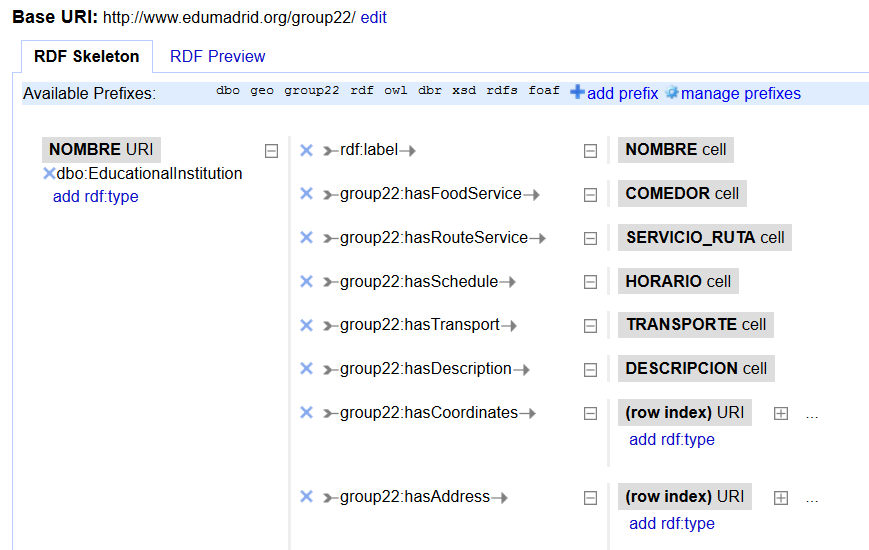 Base URI: http://www.edumadrid.org/group22/ edit
RDF Skeleton RDF Preview
Available Prefixes: dbo geo group22 rdf owl dbr xsd rdfs foaf add prefix manage prefixes
NOMBRE URI rdf:label NOMBRE cell
dbo:EducationalInstitution
add rdf:type group22:hasFoodService COMEDOR cell
group22:hasRouteService SERVICIO_RUTA cell
group22:hasSchedule HORARIO cell
group22:hasTransport TRANSPORTE cell
group22:hasDescription DESCRIPCION cell
group22:hasCoordinates (row index) URI ...
add rdf:type
group22:hasAddress (row index) URI ...
add rdf:type